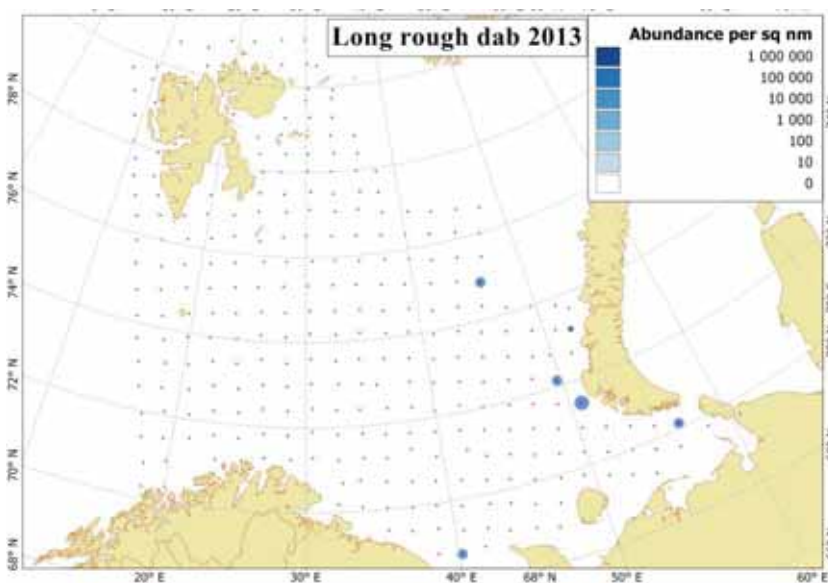 Long rough dab 2013
Abundance per sq nm
1 000 000
100 000
10 000
1 000
100
10
0
78° N
76° N
74° N
72° N
70° N
68° N
20° E
30° E
40° E
68° N
50° E
60° E